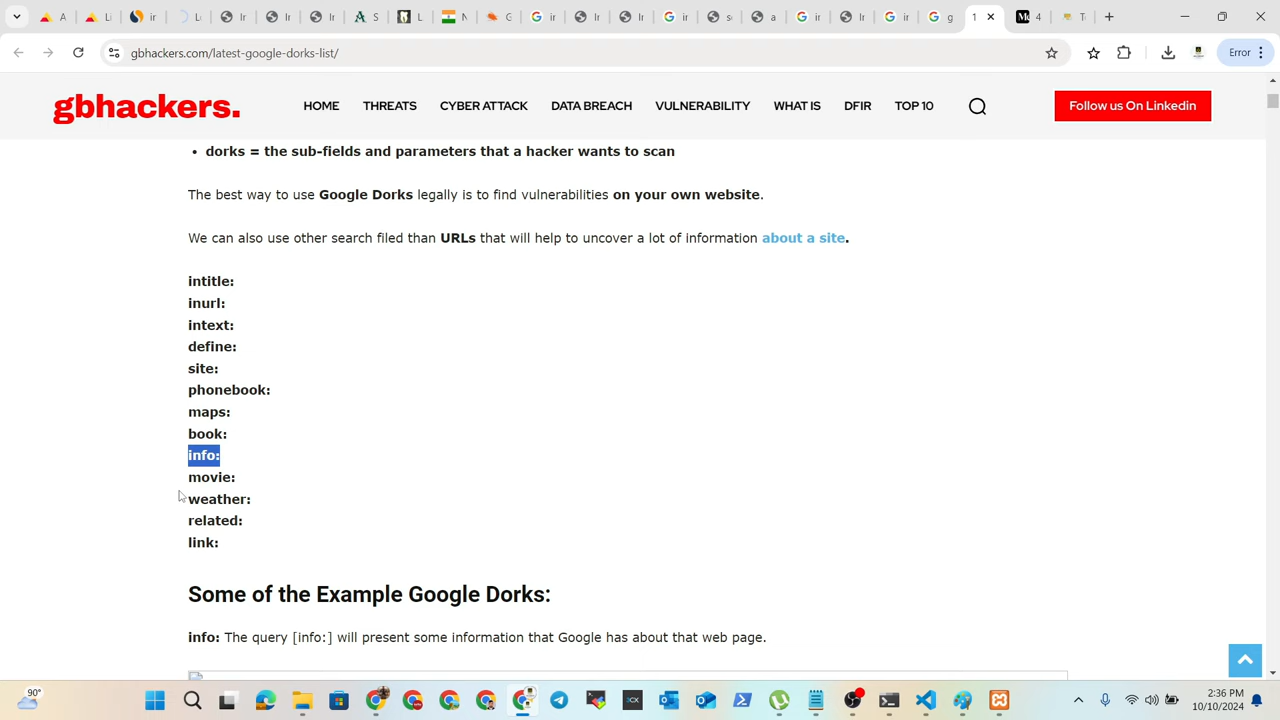 gbhackers.com/latest-google-dorks-list/
Error
gbhackers.
HOME THREATS CYBER ATTACK DATA BREACH VULNERABILITY WHAT IS DFIR TOP 10
Follow us On Linkedin
• dorks = the sub-fields and parameters that a hacker wants to scan
The best way to use Google Dorks legally is to find vulnerabilities on your own website.
We can also use other search filed than URLs that will help to uncover a lot of information about a site.
intitle:
inurl:
intext:
define:
site:
phonebook:
maps:
book:
info:
movie:
weather:
related:
link:
Some of the Example Google Dorks:
info: The query [info:] will present some information that Google has about that web page.
90°
2:36 PM
10/10/2024